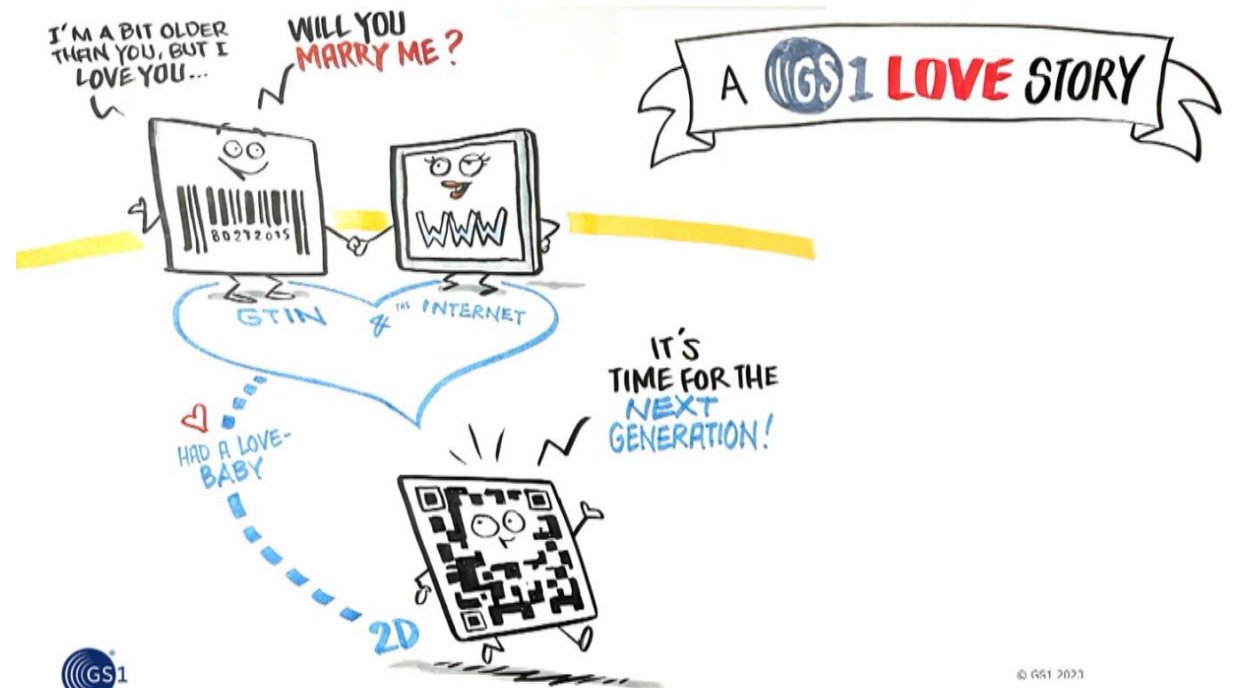 I'M A BIT OLDER
THAN YOU, BUT I
LOVE YOU...
WILL YOU
MARRY ME?
A GS1 LOVE STORY
80272015
WWW
GTIN & THE INTERNET
HAD A LOVE-
BABY
2D
IT'S
TIME FOR THE
NEXT
GENERATION!
GS1
© GS1 2023